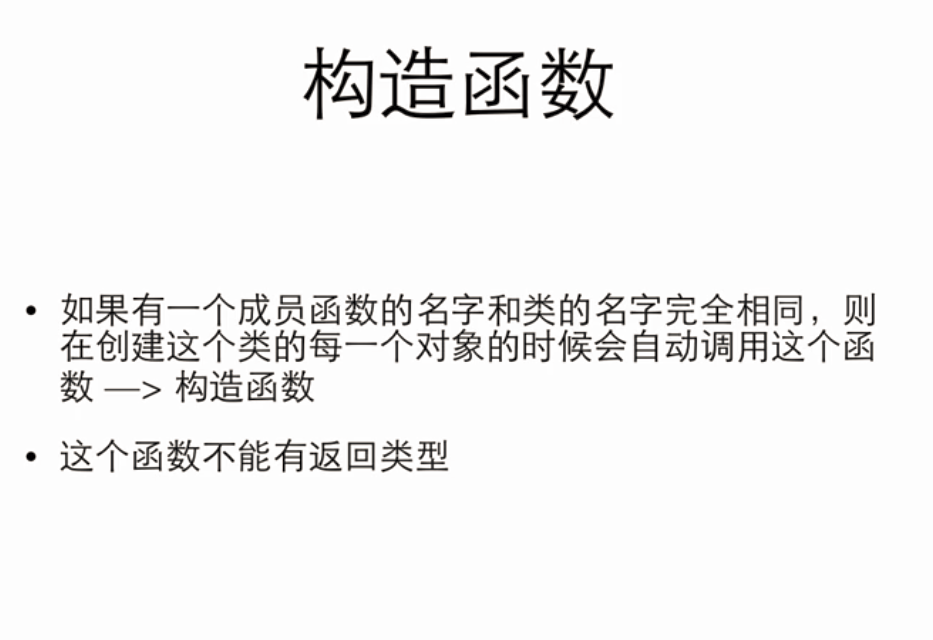 构造函数
• 如果有一个成员函数的名字和类的名字完全相同，则
在创建这个类的每一个对象的时候会自动调用这个函
数 —> 构造函数
• 这个函数不能有返回类型